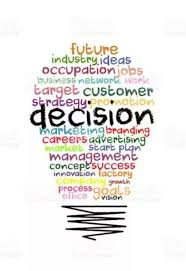 future
industry ideas
occupation jobs
business network work
target customer
strategy promotion
decision
marketing branding
careers advertising
market start plan
management
concept success
innovation factory
company growth
process goals
office vision